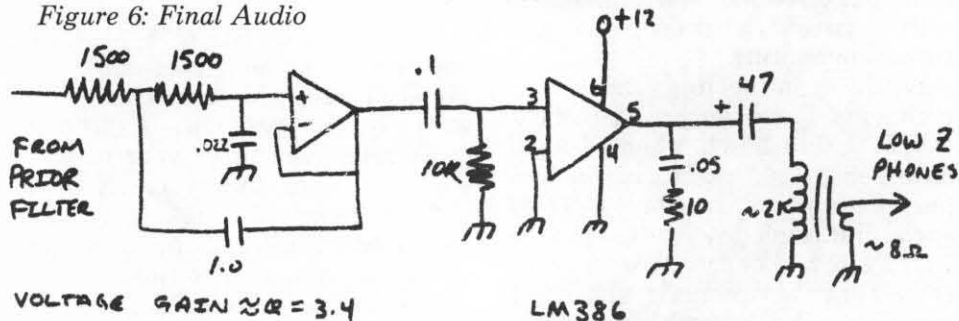 Figure 6: Final Audio
1500 1500
+
-
.022
1.0
FROM
PRIOR
FILTER
VOLTAGE GAIN ≈ Q = 3.4
.1
10K
3
2
6
5
4
+12
LM386
.05
10
+ 47
~2K
~8Ω
LOW Z
PHONES